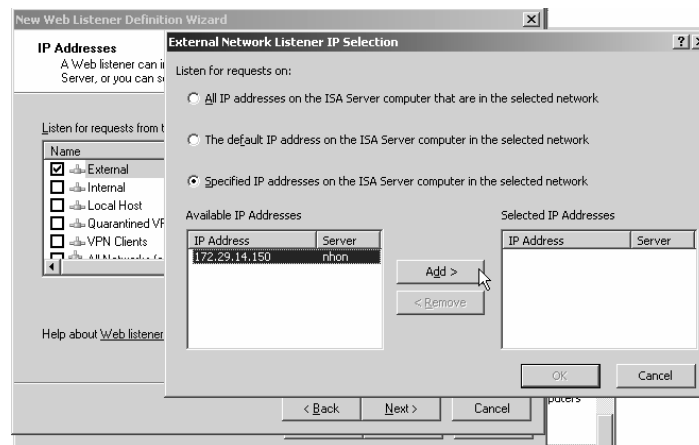 New Web Listener Definition Wizard
IP Addresses
A Web listener can
Server, or you can
Listen for requests from
Name
External
Internal
Local Host
Quarantined
VPN Clients
All Networks
Help about Web listener
< Back
Next >
Cancel
External Network Listener IP Selection
Listen for requests on:
All IP addresses on the ISA Server computer that are in the selected network
The default IP address on the ISA Server computer in the selected network
Specified IP addresses on the ISA Server computer in the selected network
Available IP Addresses
Selected IP Addresses
IP Address Server
172.29.14.150 nhon
Add >
< Remove
IP Address Server
OK
Cancel